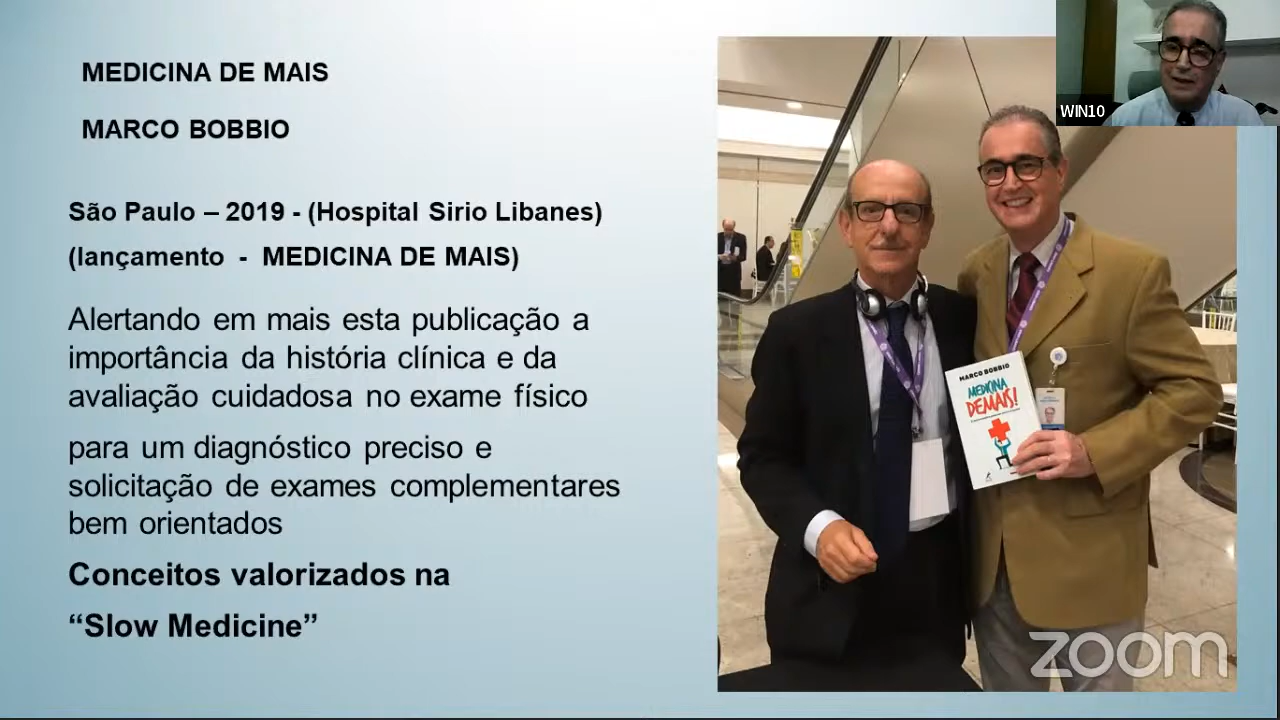 MEDICINA DE MAIS
MARCO BOBBIO
São Paulo – 2019 - (Hospital Sirio Libanes)
(lançamento - MEDICINA DE MAIS)
Alertando em mais esta publicação a
importância da história clínica e da
avaliação cuidadosa no exame físico
para um diagnóstico preciso e
solicitação de exames complementares
bem orientados
Conceitos valorizados na
“Slow Medicine”
WIN10
MARCO BOBBIO
MEDICINA
DEMAIS!
zoom